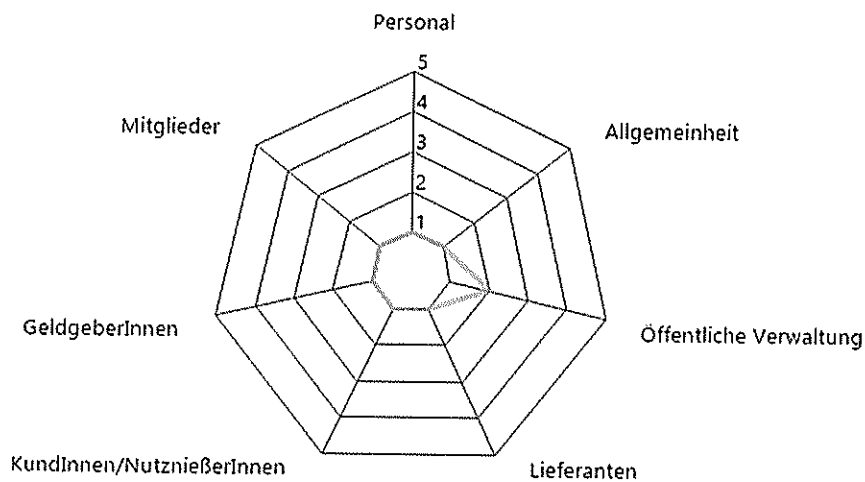 Personal
5
4
3
2
1
Mitglieder
Allgemeinheit
GeldgeberInnen
Öffentliche Verwaltung
KundInnen/NutznießerInnen
Lieferanten